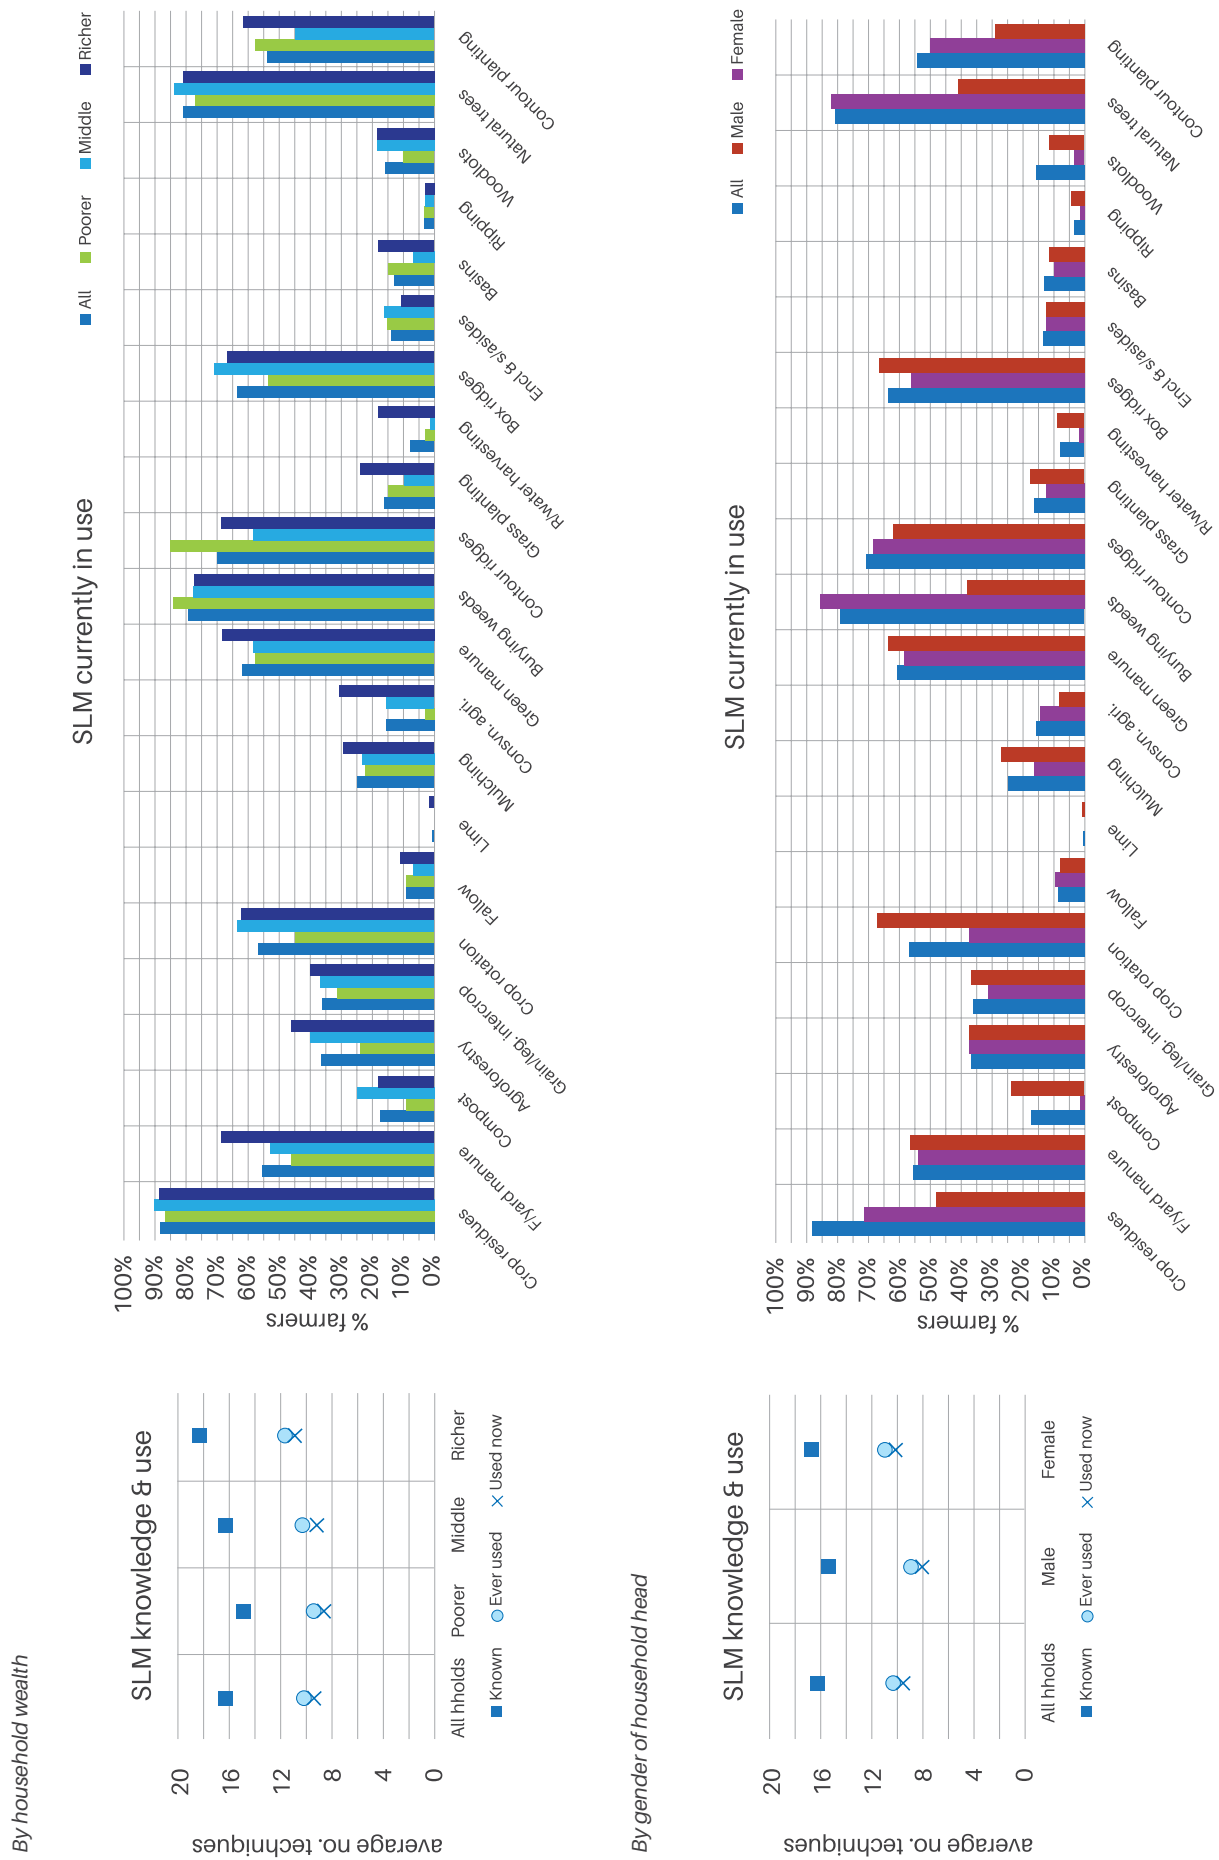 By household wealth
SLM knowledge & use
average no. techniques
20
16
12
8
4
0
All hholds Poorer Middle Richer
Known Ever used Used now
SLM currently in use
All Poorer Middle Richer
% farmers
100%
90%
80%
70%
60%
50%
40%
30%
20%
10%
0%
Crop residues
F/yard manure
Compost
Agroforestry
Grain/leg. intercrop
Crop rotation
Fallow
Lime
Mulching
Consvn. agri.
Green manure
Burying weeds
Contour ridges
Grass planting
R/water harvesting
Box ridges
Encl & s/asides
Basins
Ripping
Woodlots
Natural trees
Contour planting
By gender of household head
SLM knowledge & use
average no. techniques
20
16
12
8
4
0
All hholds Male Female
Known Ever used Used now
SLM currently in use
All Male Female
% farmers
100%
90%
80%
70%
60%
50%
40%
30%
20%
10%
0%
Crop residues
F/yard manure
Compost
Agroforestry
Grain/leg. intercrop
Crop rotation
Fallow
Lime
Mulching
Consvn. agri.
Green manure
Burying weeds
Contour ridges
Grass planting
R/water harvesting
Box ridges
Encl & s/asides
Basins
Ripping
Woodlots
Natural trees
Contour planting